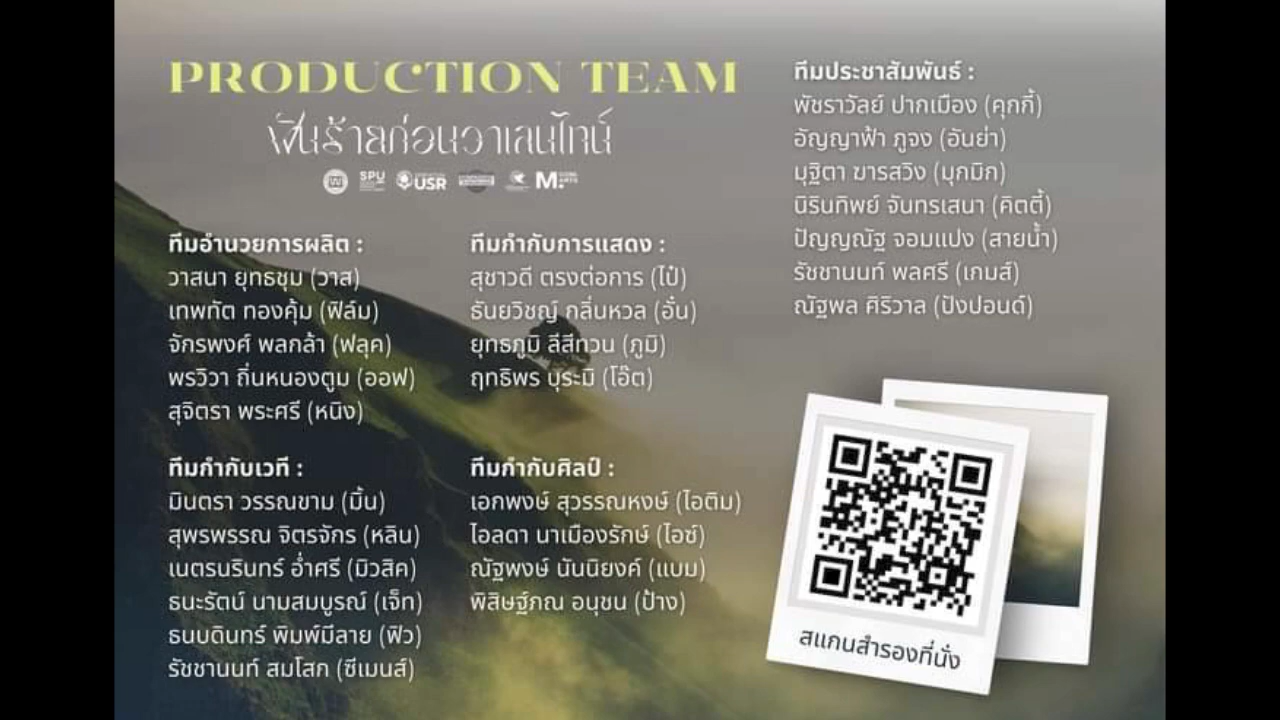 PRODUCTION TEAM
ฝันร้ายก่อนวาเลนไทน์
SPU
USR
M.
ทีมอำนวยการผลิต :
วาสนา ยุทธชุม (วาส)
เทพทัต ทองคุ้ม (ฟิล์ม)
จักรพงศ์ พลกล้า (ฟลุค)
พรวิวา ถิ่นหนองตูม (ออฟ)
สุจิตรา พระศรี (หนิง)
ทีมกำกับการแสดง :
สุชาวดี ตรงต่อการ (ไป๋)
ธันยวิชญ์ กลิ่นหวล (อั๋น)
ยุทธภูมิ ลีสีทวน (ภูมิ)
ฤทธิพร บุระมิ (โอ๊ต)
ทีมกำกับเวที :
มินตรา วรรณขาม (มิ้น)
สุพรพรรณ จิตรจักร (หลิน)
เนตรนรินทร์ อ่ำศรี (มิวสิค)
ธนะรัตน์ นามสมบูรณ์ (เจ็ท)
ธนบดินทร์ พิมพ์มีลาย (ฟิว)
รัชชานนท์ สมโสก (ซีเมนส์)
ทีมกำกับศิลป์ :
เอกพงษ์ สุวรรณหงษ์ (ไอติม)
ไอลดา นาเมืองรักษ์ (ไอซ์)
ณัฐพงษ์ นันนิยงค์ (แบม)
พิสิษฐ์ภณ อนุชน (ป้าง)
ทีมประชาสัมพันธ์ :
พัชราวัลย์ ปากเมือง (คุกกี้)
อัญญาฟ้า ภูจง (อันย่า)
มุฐิตา ฆารสวิง (มุกมิก)
นิรินทิพย์ จันทรเสนา (คิตตี้)
ปัญญณัฐ จอมแปง (สายน้ำ)
รัชชานนท์ พลศรี (เกมส์)
ณัฐพล ศิริวาล (ปังปอนด์)
สแกนสำรองที่นั่ง